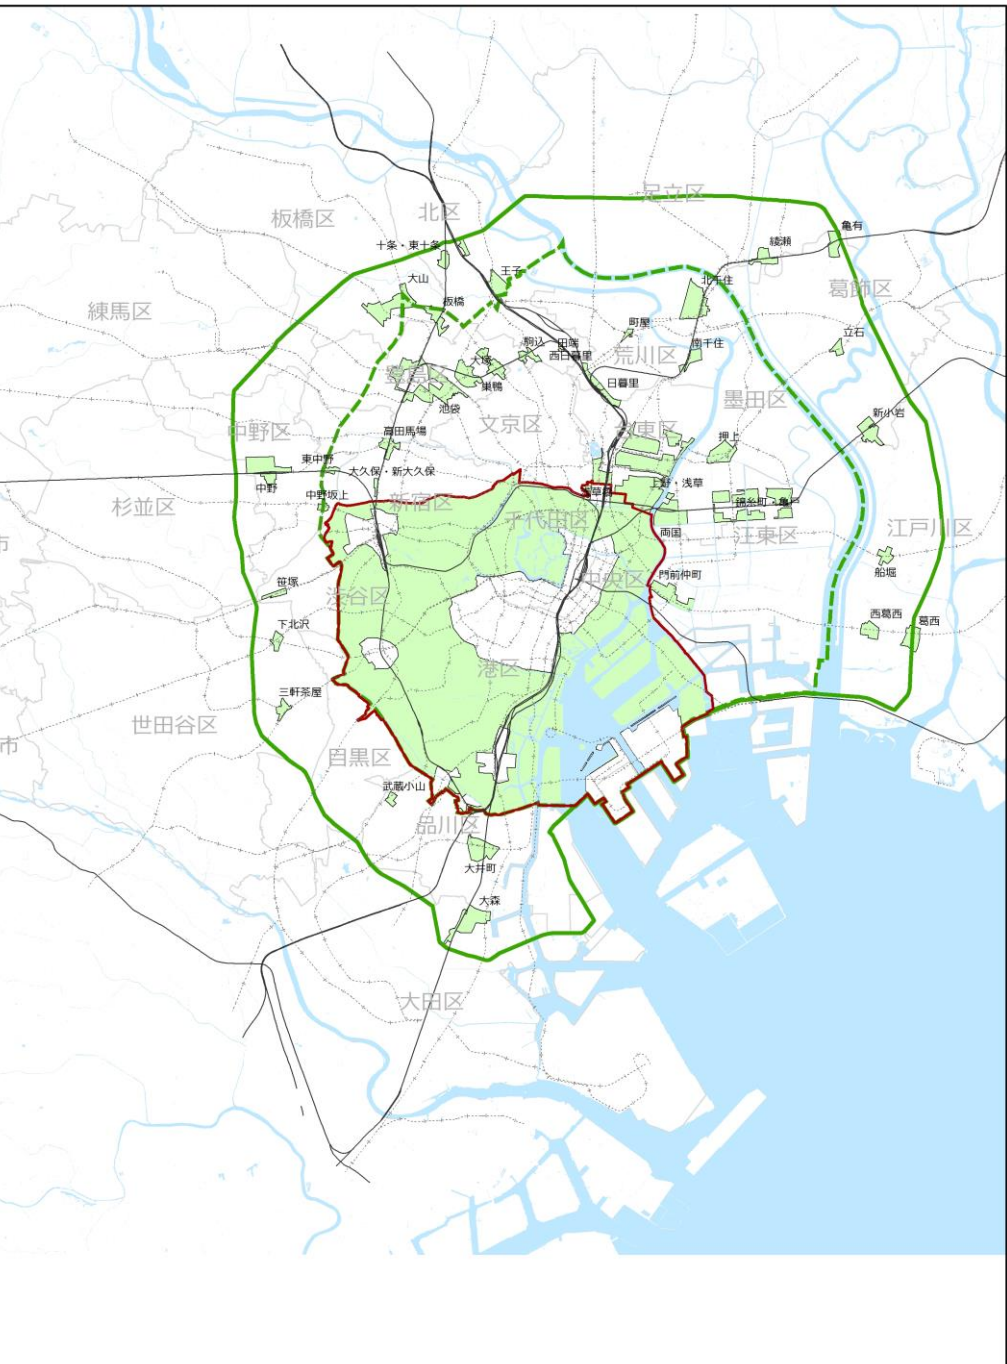 足立区
板橋区
北区
亀有
綾瀬
十条・東十条
王子
大山
北千住
葛飾区
板橋
練馬区
町屋
立石
駒込
田端
南千住
荒川区
西日暮里
大塚
豊島区
巣鴨
日暮里
墨田区
池袋
新小岩
文京区
中野区
高田馬場
台東区
押上
東中野
大久保・新大久保
中野
上野・浅草
中野坂上
新宿区
錦糸町・亀戸
杉並区
千代田区
江戸川区
両国
江東区
市
船堀
門前仲町
中央区
笹塚
渋谷区
西葛西
葛西
下北沢
港区
三軒茶屋
世田谷区
市
目黒区
武蔵小山
品川区
大井町
大森
大田区